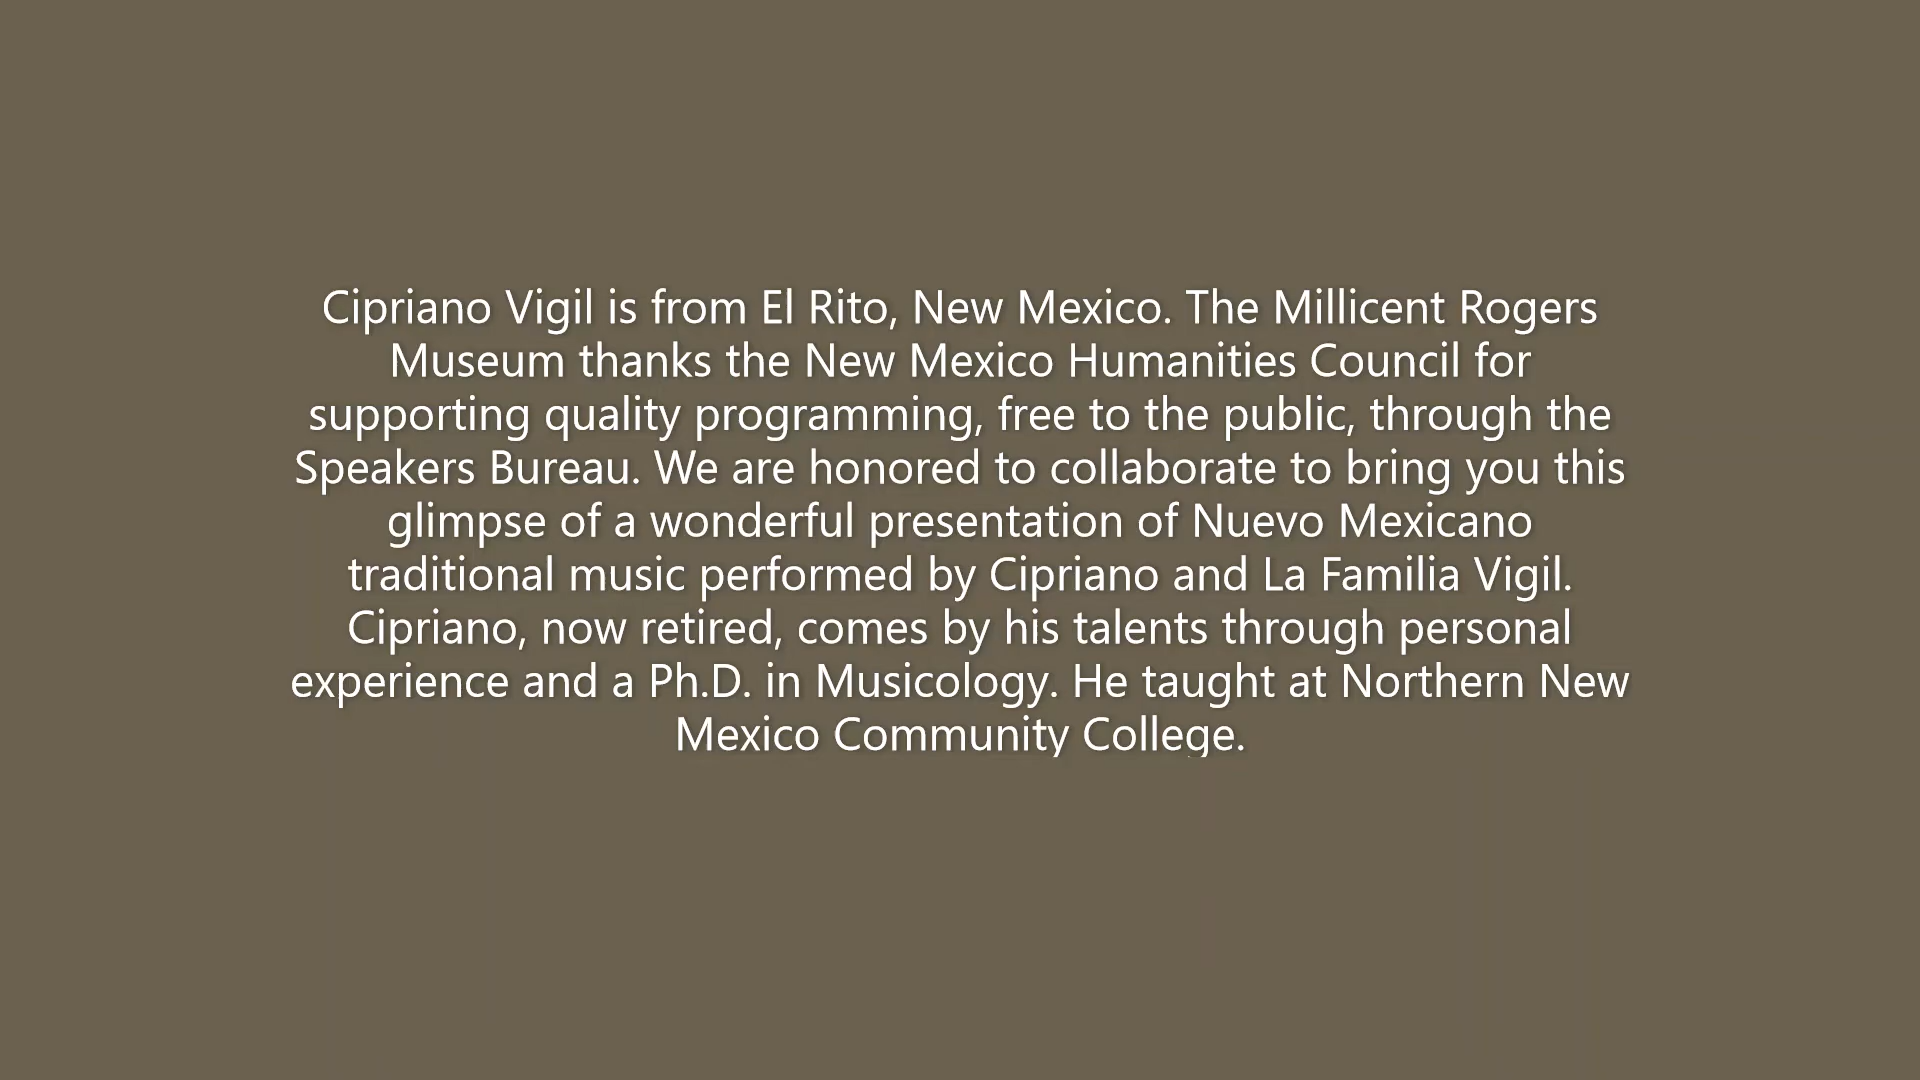 Cipriano Vigil is from El Rito, New Mexico. The Millicent Rogers
Museum thanks the New Mexico Humanities Council for
supporting quality programming, free to the public, through the
Speakers Bureau. We are honored to collaborate to bring you this
glimpse of a wonderful presentation of Nuevo Mexicano
traditional music performed by Cipriano and La Familia Vigil.
Cipriano, now retired, comes by his talents through personal
experience and a Ph.D. in Musicology. He taught at Northern New
Mexico Community College.